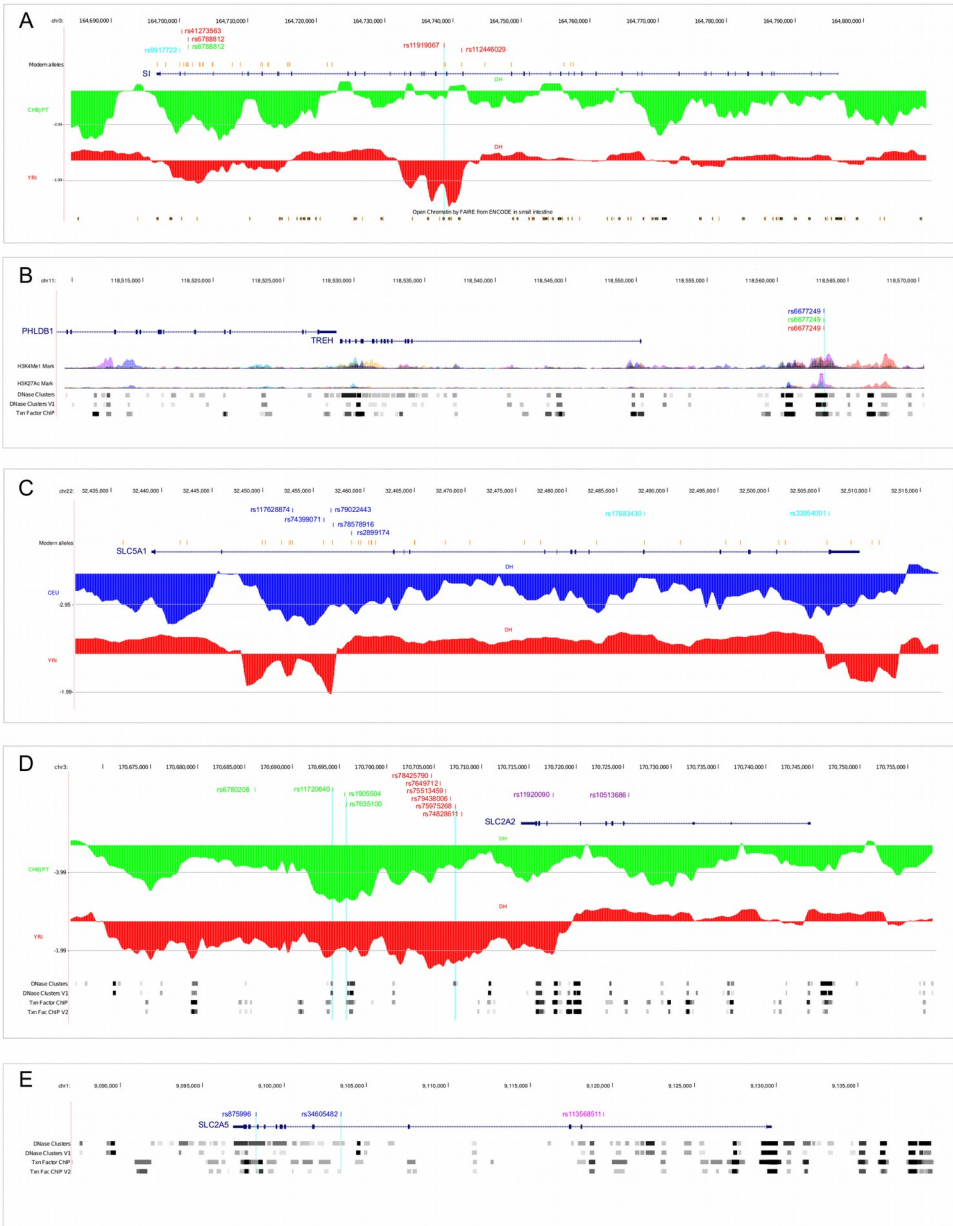 A
chr3: 164,690,000 164,700,000 164,710,000 164,720,000 164,730,000 164,740,000 164,750,000 164,760,000 164,770,000 164,780,000 164,790,000 164,800,000
rs41273563
rs6788812
rs9917722 rs6788812 rs11919067 rs112446029
Modern alleles
SI
DH
CHB/JPT
DH
YRI
-1.99
Open Chromatin by FAIRE from ENCODE in small intestine
B
chr11: 118,515,000 118,520,000 118,525,000 118,530,000 118,535,000 118,540,000 118,545,000 118,550,000 118,555,000 118,560,000 118,565,000 118,570,000
rs6677249
rs6677249
rs6677249
PHLDB1
TREH
H3K4Me1 Mark
H3K27Ac Mark
DNase Clusters
DNase Clusters V1
Txn Factor ChIP
C
chr22: 32,435,000 32,440,000 32,445,000 32,450,000 32,455,000 32,460,000 32,465,000 32,470,000 32,475,000 32,480,000 32,485,000 32,490,000 32,495,000 32,500,000 32,505,000 32,510,000 32,515,000
rs117628874 rs79022443
rs74399071 rs17683430 rs33954001
rs78578916
rs2899174
Modern alleles
SLC5A1
DH
CEU
-2.95
DH
YRI
-1.99
D
chr3: 170,675,000 170,680,000 170,685,000 170,690,000 170,695,000 170,700,000 170,705,000 170,710,000 170,715,000 170,720,000 170,725,000 170,730,000 170,735,000 170,740,000 170,745,000 170,750,000 170,755,000
rs78425790
rs6780208 rs11720640 rs7649712
rs1905504 rs75513459 rs11920090 rs10513686
rs7635100 rs79438006
rs75975268
rs74828611
SLC2A2
DH
CHB/JPT
-3.99
DH
YRI
-1.99
DNase Clusters
DNase Clusters V1
Txn Factor ChIP
Txn Fac ChIP V2
E
chr1: 9,090,000 9,095,000 9,100,000 9,105,000 9,110,000 9,115,000 9,120,000 9,125,000 9,130,000 9,135,000
rs875996 rs34605482 rs113568511
SLC2A5
DNase Clusters
DNase Clusters V1
Txn Factor ChIP
Txn Fac ChIP V2